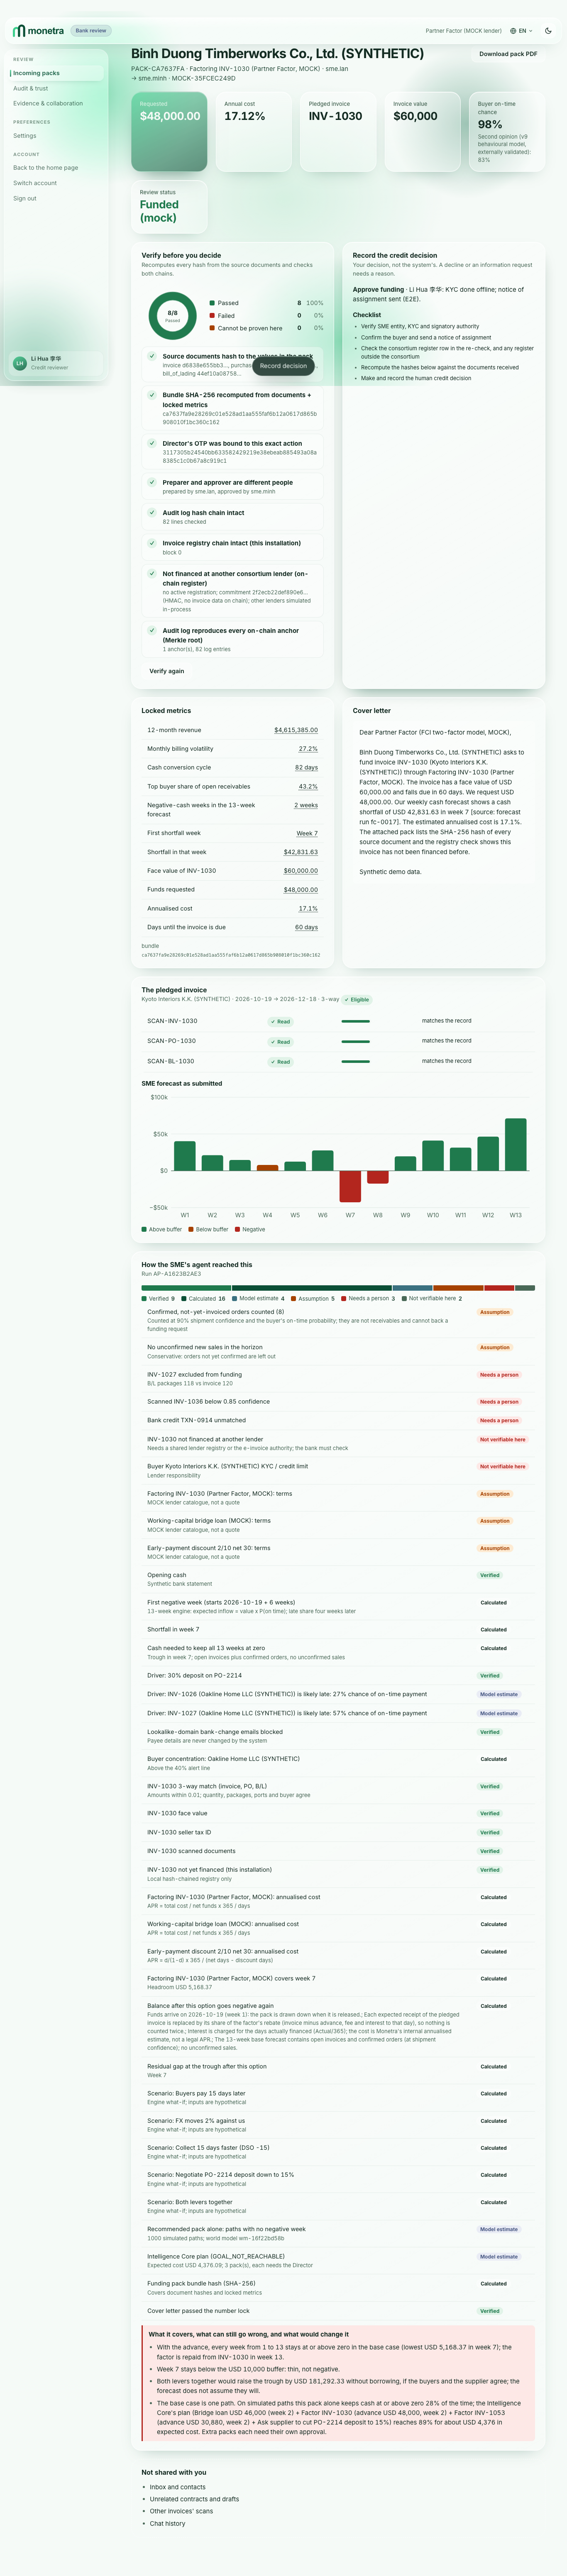 monetra
Bank review
Partner Factor (MOCK lender)
EN
REVIEW
Incoming packs
Audit & trust
Evidence & collaboration
PREFERENCES
Settings
ACCOUNT
Back to the home page
Switch account
Sign out
LH
Li Hua 李华
Credit reviewer
Binh Duong Timberworks Co., Ltd. (SYNTHETIC)
Download pack PDF
PACK-CA7637FA · Factoring INV-1030 (Partner Factor, MOCK) · sme.lan
→ sme.minh · MOCK-35FCEC249D
Requested
$48,000.00
Annual cost
17.12%
Pledged invoice
INV-1030
Invoice value
$60,000
Buyer on-time
chance
98%
Second opinion (v9
behavioural model,
externally validated):
83%
Review status
Funded
(mock)
Verify before you decide
Recomputes every hash from the source documents and checks
both chains.
8/8
Passed
Passed 8 100%
Failed 0 0%
Cannot be proven here 0 0%
Source documents hash to the values in the pack
invoice d6838e655bb3..., purchas
bill_of_lading 44ef10a08758...
Record decision
Bundle SHA-256 recomputed from documents +
locked metrics
ca7637fa9e28269c01e528ad1aa555faf6b12a0617d865b
908010f1bc360c162
Director's OTP was bound to this exact action
3117305b24540bb633582429219e38ebeab885493a08a
8385c1c0b67a8c919c1
Preparer and approver are different people
prepared by sme.lan, approved by sme.minh
Audit log hash chain intact
82 lines checked
Invoice registry chain intact (this installation)
block 0
Not financed at another consortium lender (on-
chain register)
no active registration; commitment 2f2ecb22def890e6...
(HMAC, no invoice data on chain); other lenders simulated
in-process
Audit log reproduces every on-chain anchor
(Merkle root)
1 anchor(s), 82 log entries
Verify again
Record the credit decision
Your decision, not the system's. A decline or an information request
needs a reason.
Approve funding · Li Hua 李华: KYC done offline; notice of
assignment sent (E2E).
Checklist
Verify SME entity, KYC and signatory authority
Confirm the buyer and send a notice of assignment
Check the consortium register row in the re-check, and any register
outside the consortium
Recompute the hashes below against the documents received
Make and record the human credit decision
Locked metrics
12-month revenue $4,615,385.00
Monthly billing volatility 27.2%
Cash conversion cycle 82 days
Top buyer share of open receivables 43.2%
Negative-cash weeks in the 13-week
forecast
2 weeks
First shortfall week Week 7
Shortfall in that week $42,831.63
Face value of INV-1030 $60,000.00
Funds requested $48,000.00
Annualised cost 17.1%
Days until the invoice is due 60 days
bundle
ca7637fa9e28269c01e528ad1aa555faf6b12a0617d865b908010f1bc360c162
Cover letter
Dear Partner Factor (FCI two-factor model, MOCK),
Binh Duong Timberworks Co., Ltd. (SYNTHETIC) asks to
fund invoice INV-1030 (Kyoto Interiors K.K.
(SYNTHETIC)) through Factoring INV-1030 (Partner
Factor, MOCK). The invoice has a face value of USD
60,000.00 and falls due in 60 days. We request USD
48,000.00. Our weekly cash forecast shows a cash
shortfall of USD 42,831.63 in week 7 [source: forecast
run fc-0017]. The estimated annualised cost is 17.1%.
The attached pack lists the SHA-256 hash of every
source document and the registry check shows this
invoice has not been financed before.
Synthetic demo data.
The pledged invoice
Kyoto Interiors K.K. (SYNTHETIC) · 2026-10-19 → 2026-12-18 · 3-way Eligible
SCAN-INV-1030 Read matches the record
SCAN-PO-1030 Read matches the record
SCAN-BL-1030 Read matches the record
SME forecast as submitted
$100k
$50k
$0
−$50k
W1 W2 W3 W4 W5 W6 W7 W8 W9 W10 W11 W12 W13
Above buffer Below buffer Negative
How the SME's agent reached this
Run AP-A1623B2AE3
Verified 9 Calculated 16 Model estimate 4 Assumption 5 Needs a person 3 Not verifiable here 2
Confirmed, not-yet-invoiced orders counted (8) Assumption
Counted at 90% shipment confidence and the buyer's on-time probability; they are not receivables and cannot back a
funding request
No unconfirmed new sales in the horizon Assumption
Conservative: orders not yet confirmed are left out
INV-1027 excluded from funding Needs a person
B/L packages 118 vs invoice 120
Scanned INV-1036 below 0.85 confidence Needs a person
Bank credit TXN-0914 unmatched Needs a person
INV-1030 not financed at another lender Not verifiable here
Needs a shared lender registry or the e-invoice authority; the bank must check
Buyer Kyoto Interiors K.K. (SYNTHETIC) KYC / credit limit Not verifiable here
Lender responsibility
Factoring INV-1030 (Partner Factor, MOCK): terms Assumption
MOCK lender catalogue, not a quote
Working-capital bridge loan (MOCK): terms Assumption
MOCK lender catalogue, not a quote
Early-payment discount 2/10 net 30: terms Assumption
MOCK lender catalogue, not a quote
Opening cash Verified
Synthetic bank statement
First negative week (starts 2026-10-19 + 6 weeks) Calculated
13-week engine: expected inflow = value x P(on time); late share four weeks later
Shortfall in week 7 Calculated
Cash needed to keep all 13 weeks at zero Calculated
Trough in week 7; open invoices plus confirmed orders, no unconfirmed sales
Driver: 30% deposit on PO-2214 Verified
Driver: INV-1026 (Oakline Home LLC (SYNTHETIC)) is likely late: 27% chance of on-time payment Model estimate
Driver: INV-1027 (Oakline Home LLC (SYNTHETIC)) is likely late: 57% chance of on-time payment Model estimate
Lookalike-domain bank-change emails blocked Verified
Payee details are never changed by the system
Buyer concentration: Oakline Home LLC (SYNTHETIC) Calculated
Above the 40% alert line
INV-1030 3-way match (invoice, PO, B/L) Verified
Amounts within 0.01; quantity, packages, ports and buyer agree
INV-1030 face value Verified
INV-1030 seller tax ID Verified
INV-1030 scanned documents Verified
INV-1030 not yet financed (this installation) Verified
Local hash-chained registry only
Factoring INV-1030 (Partner Factor, MOCK): annualised cost Calculated
APR = total cost / net funds x 365 / days
Working-capital bridge loan (MOCK): annualised cost Calculated
APR = total cost / net funds x 365 / days
Early-payment discount 2/10 net 30: annualised cost Calculated
APR = d/(1-d) x 365 / (net days - discount days)
Factoring INV-1030 (Partner Factor, MOCK) covers week 7 Calculated
Headroom USD 5,168.37
Balance after this option goes negative again Calculated
Funds arrive on 2026-10-19 (week 1): the pack is drawn down when it is released.; Each expected receipt of the pledged
invoice is replaced by its share of the factor's rebate (invoice minus advance, fee and interest to that day), so nothing is
counted twice.; Interest is charged for the days actually financed (Actual/365); the cost is Monetra's internal annualised
estimate, not a legal APR.; The 13-week base forecast contains open invoices and confirmed orders (at shipment
confidence); no unconfirmed sales.
Residual gap at the trough after this option Calculated
Week 7
Scenario: Buyers pay 15 days later Calculated
Engine what-if; inputs are hypothetical
Scenario: FX moves 2% against us Calculated
Engine what-if; inputs are hypothetical
Scenario: Collect 15 days faster (DSO -15) Calculated
Engine what-if; inputs are hypothetical
Scenario: Negotiate PO-2214 deposit down to 15% Calculated
Engine what-if; inputs are hypothetical
Scenario: Both levers together Calculated
Engine what-if; inputs are hypothetical
Recommended pack alone: paths with no negative week Model estimate
1000 simulated paths; world model wm-16f22bd58b
Intelligence Core plan (GOAL_NOT_REACHABLE) Model estimate
Expected cost USD 4,376.09; 3 pack(s), each needs the Director
Funding pack bundle hash (SHA-256) Calculated
Covers document hashes and locked metrics
Cover letter passed the number lock Verified
What it covers, what can still go wrong, and what would change it
With the advance, every week from 1 to 13 stays at or above zero in the base case (lowest USD 5,168.37 in week 7); the
factor is repaid from INV-1030 in week 13.
Week 7 stays below the USD 10,000 buffer: thin, not negative.
Both levers together would raise the trough by USD 181,292.33 without borrowing, if the buyers and the supplier agree; the
forecast does not assume they will.
The base case is one path. On simulated paths this pack alone keeps cash at or above zero 28% of the time; the Intelligence
Core's plan (Bridge loan USD 46,000 (week 2) + Factor INV-1030 (advance USD 48,000, week 2) + Factor INV-1053
(advance USD 30,880, week 2) + Ask supplier to cut PO-2214 deposit to 15%) reaches 89% for about USD 4,376 in
expected cost. Extra packs each need their own approval.
Not shared with you
Inbox and contacts
Unrelated contracts and drafts
Other invoices' scans
Chat history